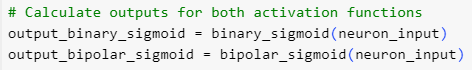 # Calculate outputs for both activation functions
output_binary_sigmoid = binary_sigmoid(neuron_input)
output_bipolar_sigmoid = bipolar_sigmoid(neuron_input)